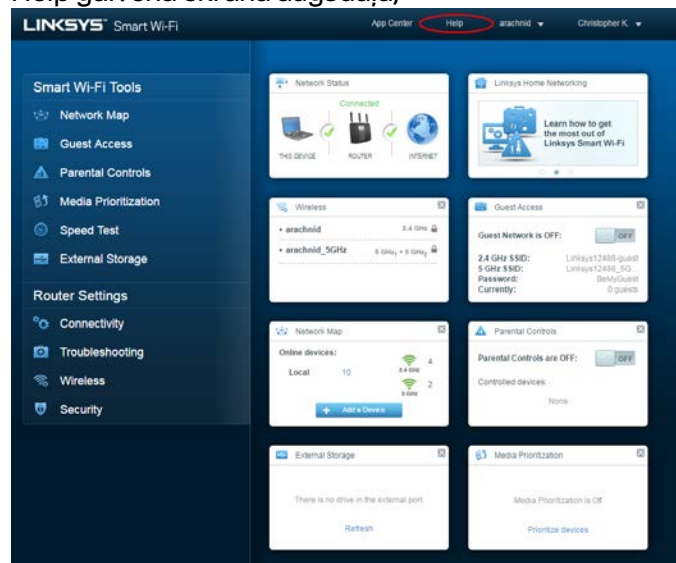 LINKSYS Smart Wi-Fi
App Center Help arachnid Christopher K.
Smart Wi-Fi Tools
Network Map
Guest Access
Parental Controls
Media Prioritization
Speed Test
External Storage
Router Settings
Connectivity
Troubleshooting
Wireless
Security
Network Status
Connected
THIS DEVICE ROUTER INTERNET
Linksys Home Networking
Learn how to get
the most out of
Linksys Smart Wi-Fi
Wireless
arachnid 2.4 GHz
arachnid_5GHz 5 GHz1 + 5 GHz2
Guest Access
Guest Network is OFF: OFF
2.4 GHz SSID: Linksys12488-guest
5 GHz SSID: Linksys12488_5G...
Password: BeMyGuest
Currently: 0 guests
Network Map
Online devices:
Local 10
4
2.4 GHz
2
5 GHz
+ Add a Device
Parental Controls
Parental Controls are OFF: OFF
Controlled devices:
None
External Storage
There is no drive in the external port.
Refresh
Media Prioritization
Media Prioritization is Off
Prioritize devices